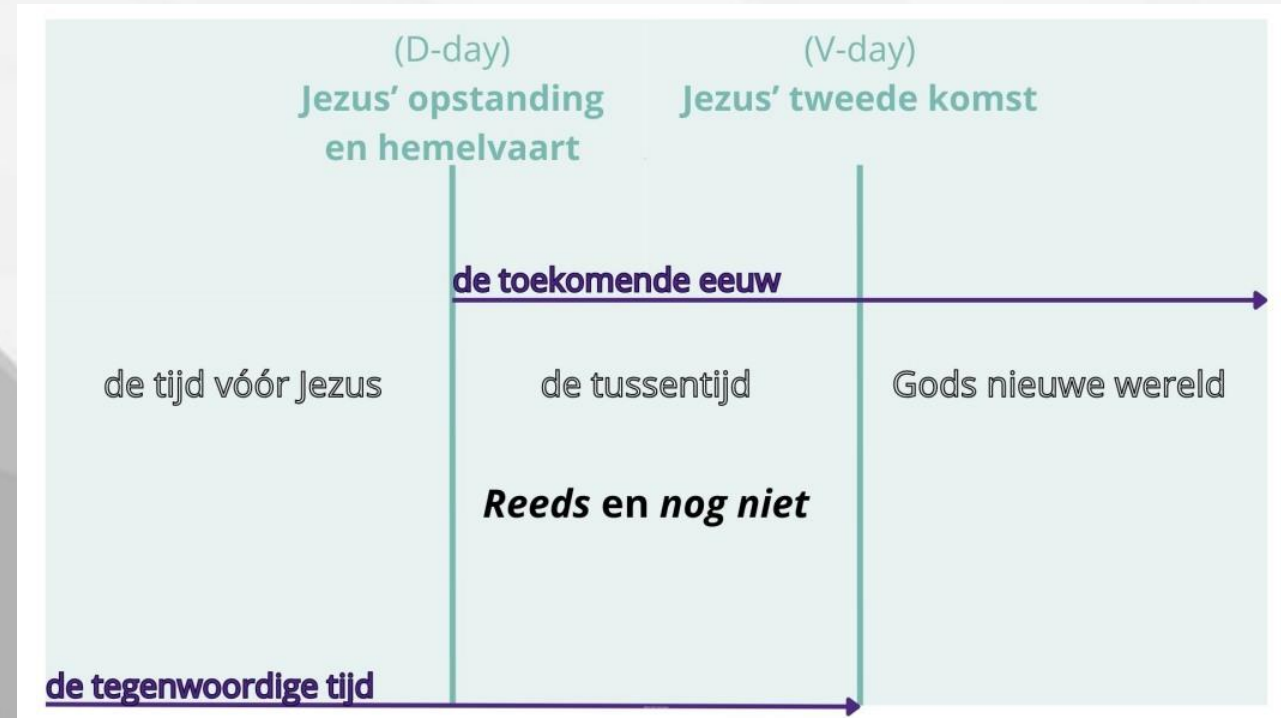 (D-day)
Jezus’ opstanding
en hemelvaart
(V-day)
Jezus’ tweede komst
de toekomende eeuw
de tijd vóór Jezus
de tussentijd
Gods nieuwe wereld
Reeds en nog niet
de tegenwoordige tijd